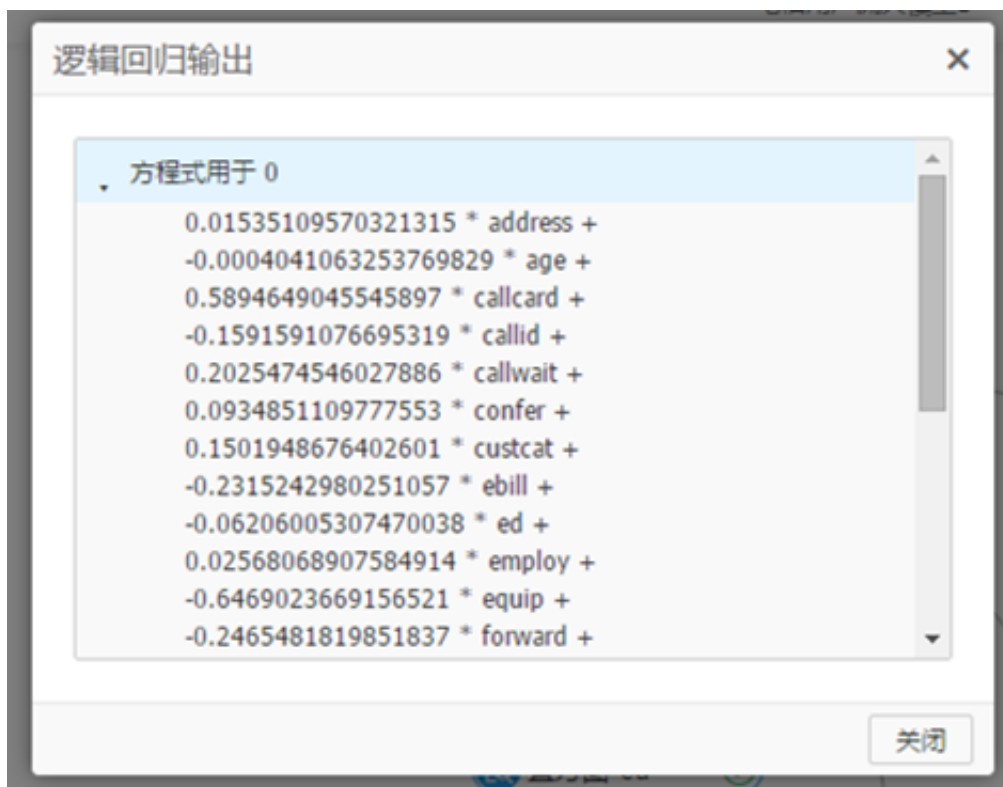 逻辑回归输出
方程式用于 0
0.01535109570321315 * address +
-0.0004041063253769829 * age +
0.5894649045545897 * callcard +
-0.1591591076695319 * callid +
0.2025474546027886 * callwait +
0.0934851109777553 * confer +
0.1501948676402601 * custcat +
-0.2315242980251057 * ebill +
-0.06206005307470038 * ed +
0.02568068907584914 * employ +
-0.6469023669156521 * equip +
-0.2465481819851837 * forward +
关闭